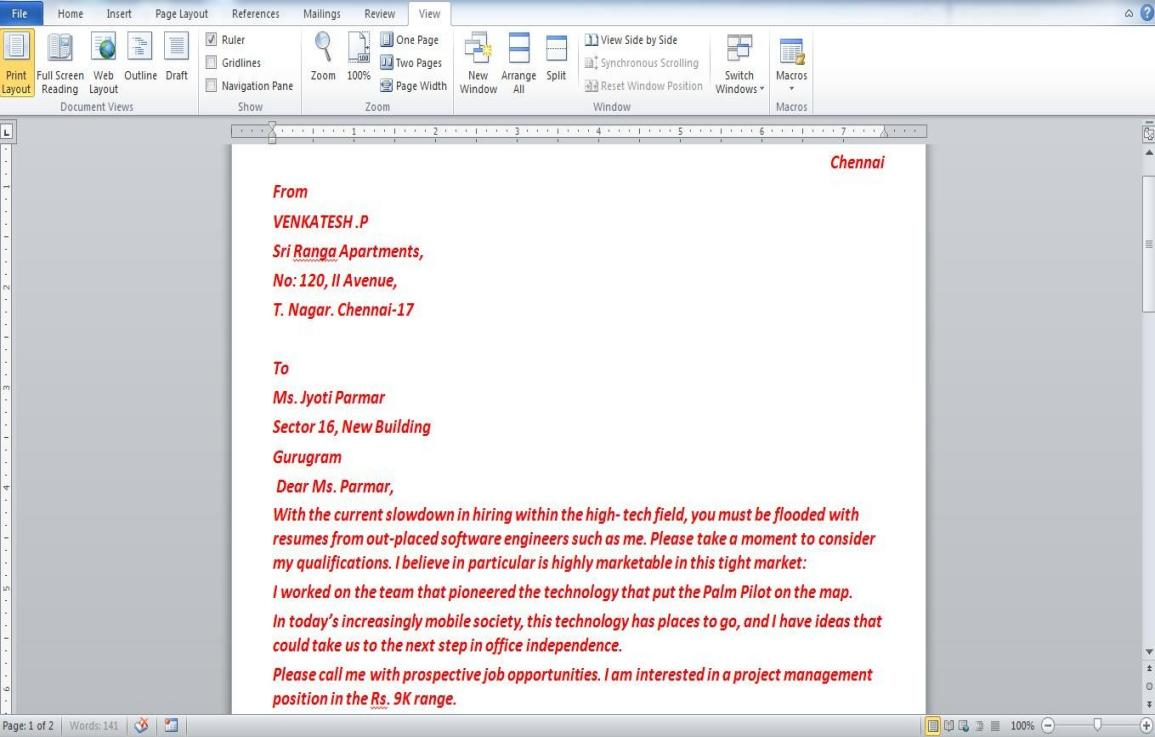 File Home Insert Page Layout References Mailings Review View
Ruler
Gridlines
Navigation Pane
Print Layout
Full Screen Reading
Web Layout
Outline
Draft
Zoom
100%
One Page
Two Pages
Page Width
New Window
Arrange All
Split
View Side by Side
Synchronous Scrolling
Reset Window Position
Switch Windows
Macros
Document Views Show Zoom Window Macros
1 2 3 4 5 6 7
Chennai
From
VENKATESH .P
Sri Ranga Apartments,
No: 120, II Avenue,
T. Nagar. Chennai-17
To
Ms. Jyoti Parmar
Sector 16, New Building
Gurugram
Dear Ms. Parmar,
With the current slowdown in hiring within the high- tech field, you must be flooded with
resumes from out-placed software engineers such as me. Please take a moment to consider
my qualifications. I believe in particular is highly marketable in this tight market:
I worked on the team that pioneered the technology that put the Palm Pilot on the map.
In today's increasingly mobile society, this technology has places to go, and I have ideas that
could take us to the next step in office independence.
Please call me with prospective job opportunities. I am interested in a project management
position in the Rs. 9K range.
Page: 1 of 2 Words: 141 100%